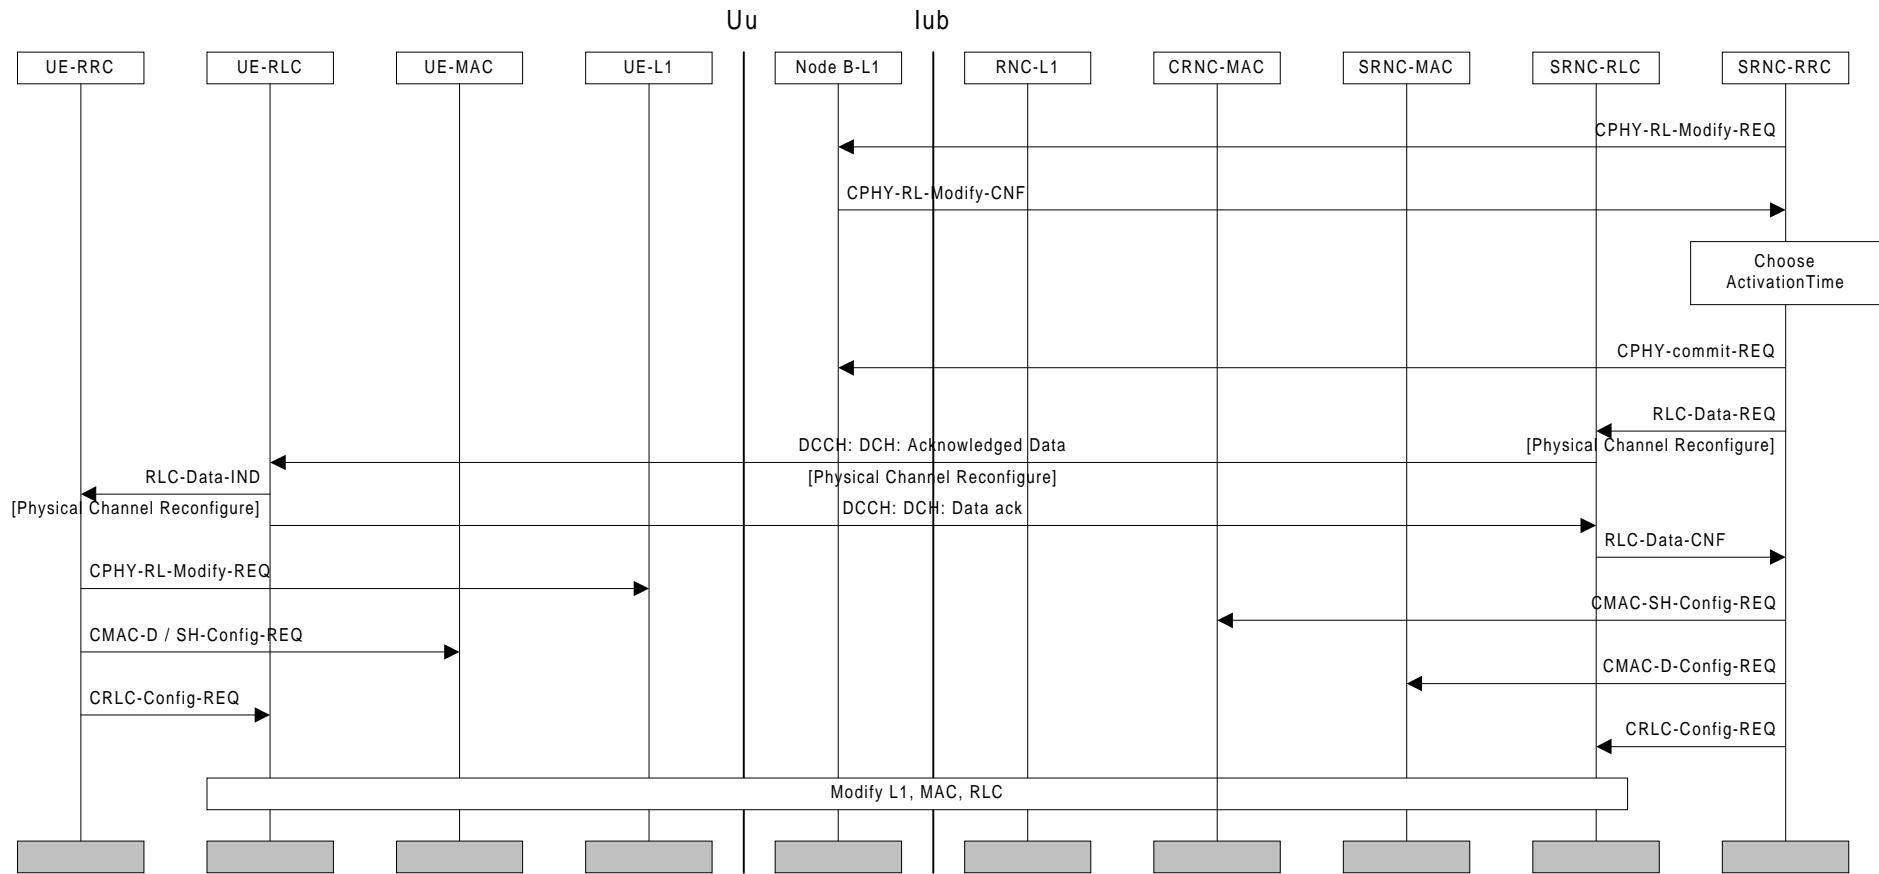 Uu
Iub
UE-RRC
UE-RLC
UE-MAC
UE-L1
Node B-L1
RNC-L1
CRNC-MAC
SRNC-MAC
SRNC-RLC
SRNC-RRC
CPHY-RL-Modify-REQ
CPHY-RL-Modify-CNF
Choose
ActivationTime
CPHY-commit-REQ
RLC-Data-REQ
DCCH: DCH: Acknowledged Data
[Physical Channel Reconfigure]
RLC-Data-IND
[Physical Channel Reconfigure]
[Physical Channel Reconfigure]
DCCH: DCH: Data ack
RLC-Data-CNF
CPHY-RL-Modify-REQ
CMAC-SH-Config-REQ
CMAC-D / SH-Config-REQ
CMAC-D-Config-REQ
CRLC-Config-REQ
CRLC-Config-REQ
Modify L1, MAC, RLC